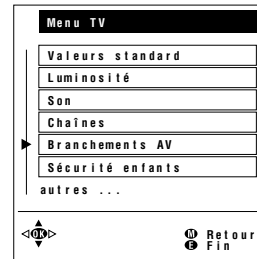 Menu TV
Valeurs standard
Luminosité
Son
Chaînes
Branchements AV
Sécurité enfants
autres ...
OK
M Retour
E Fin